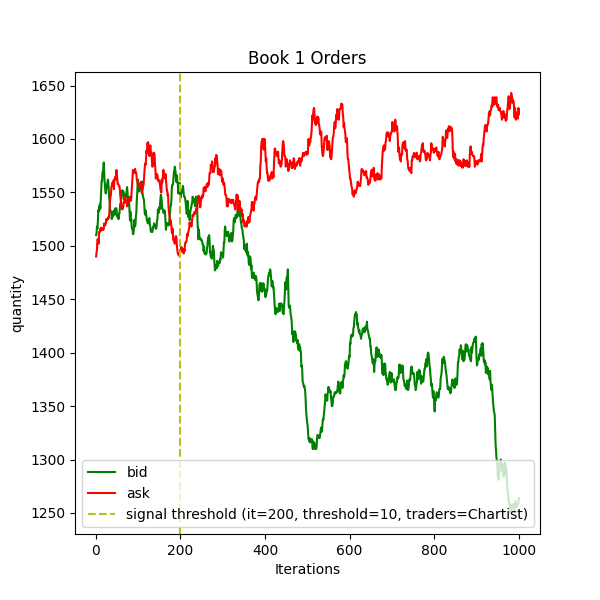 Book 1 Orders
quantity
1650
1600
1550
1500
1450
1400
1350
1300
1250
bid
ask
signal threshold (it=200, threshold=10, traders=Chartist)
0 200 400 600 800 1000
Iterations